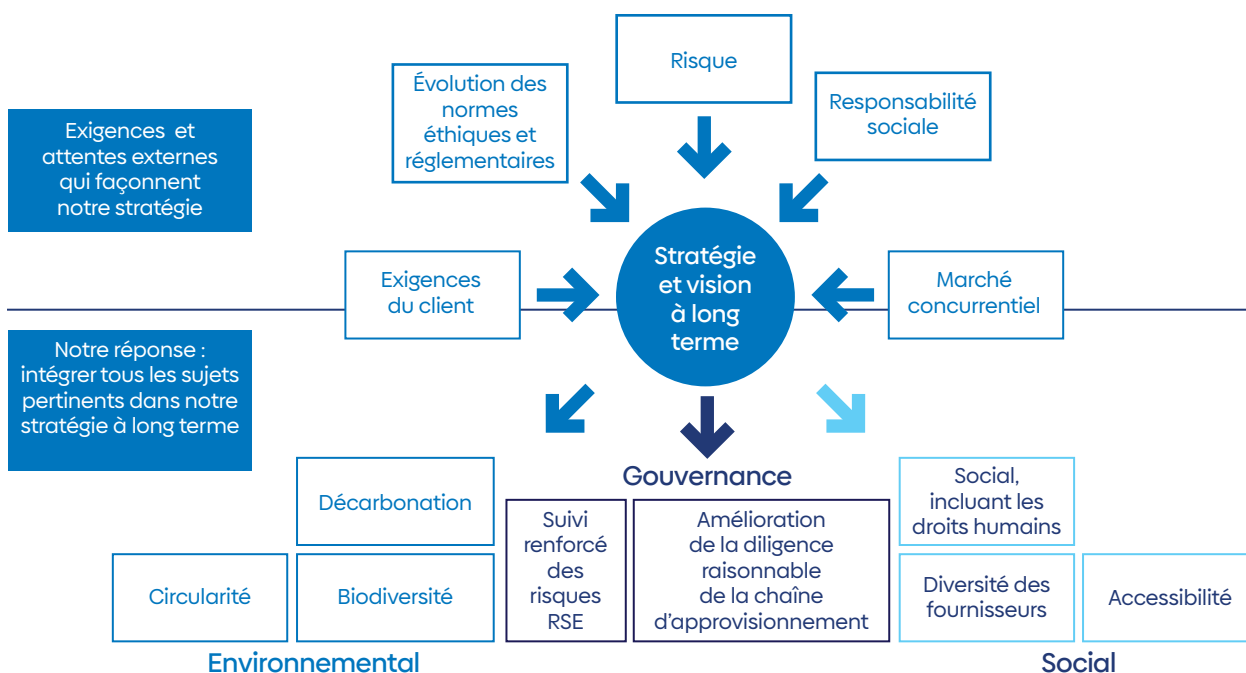 Risque
Évolution des
normes
éthiques et
réglementaires
Responsabilité
sociale
Exigences et
attentes externes
qui façonnent
notre stratégie
Exigences
du client
Stratégie
et vision
à long
terme
Marché
concurrentiel
Notre réponse :
intégrer tous les sujets
pertinents dans notre
stratégie à long terme
Gouvernance
Décarbonation
Circularité
Biodiversité
Environnemental
Suivi
renforcé
des
risques
RSE
Amélioration
de la diligence
raisonnable
de la chaîne
d’approvisionnement
Social,
incluant les
droits humains
Diversité des
fournisseurs
Accessibilité
Social